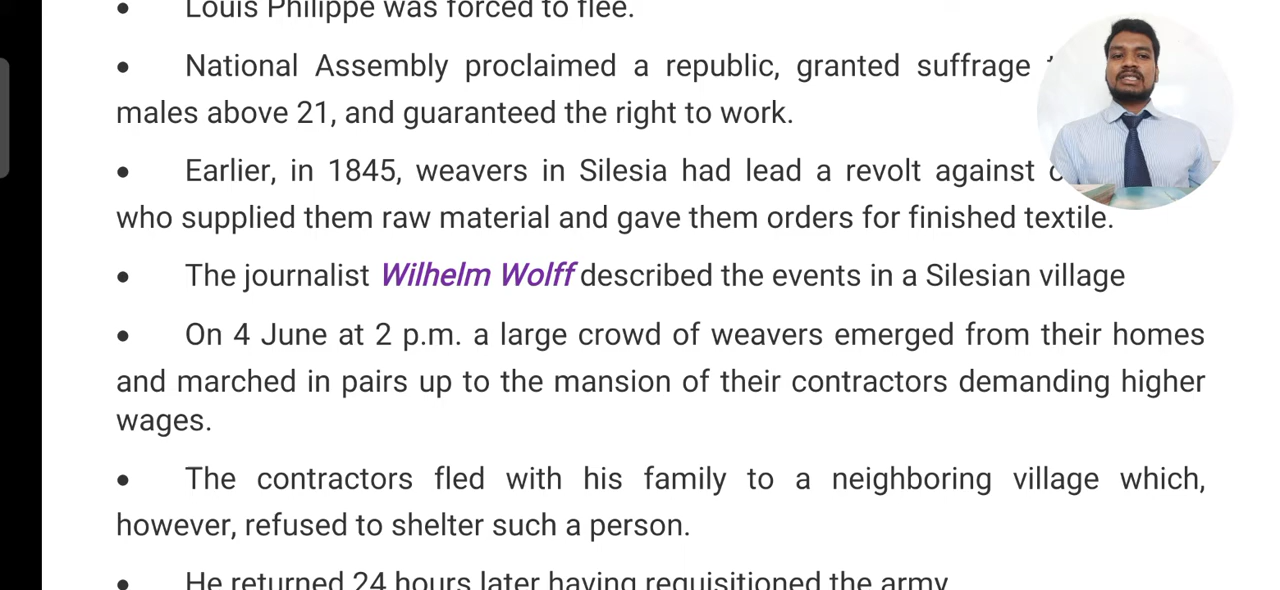 • Louis Philippe was forced to flee.
• National Assembly proclaimed a republic, granted suffrage
males above 21, and guaranteed the right to work.
• Earlier, in 1845, weavers in Silesia had lead a revolt against
who supplied them raw material and gave them orders for finished textile.
• The journalist Wilhelm Wolff described the events in a Silesian village
• On 4 June at 2 p.m. a large crowd of weavers emerged from their homes
and marched in pairs up to the mansion of their contractors demanding higher
wages.
• The contractors fled with his family to a neighboring village which,
however, refused to shelter such a person.
• He returned 24 hours later having requisitioned the army